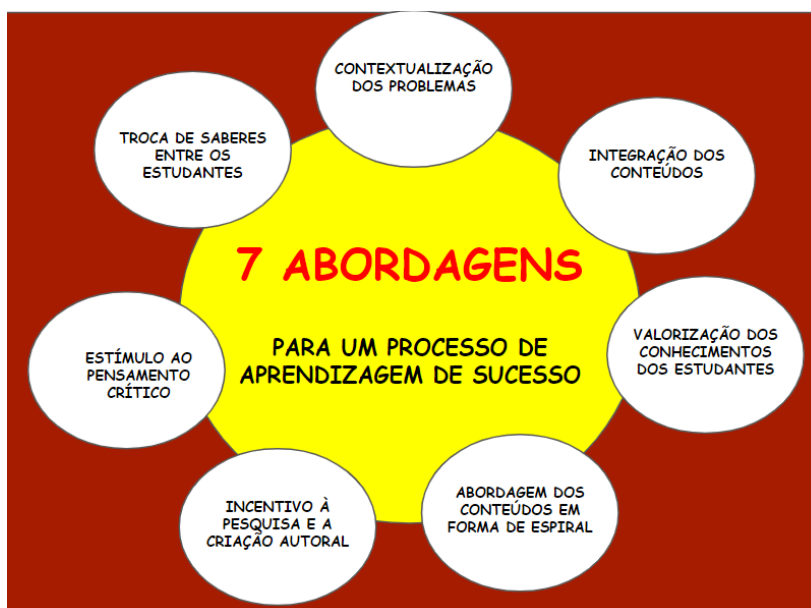 7 ABORDAGENS
PARA UM PROCESSO DE
APRENDIZAGEM DE SUCESSO
CONTEXTUALIZAÇÃO
DOS PROBLEMAS
INTEGRAÇÃO DOS
CONTEÚDOS
VALORIZAÇÃO DOS
CONHECIMENTOS
DOS ESTUDANTES
ABORDAGEM DOS
CONTEÚDOS EM
FORMA DE ESPIRAL
INCENTIVO À
PESQUISA E A
CRIAÇÃO AUTORAL
ESTÍMULO AO
PENSAMENTO
CRÍTICO
TROCA DE SABERES
ENTRE OS
ESTUDANTES